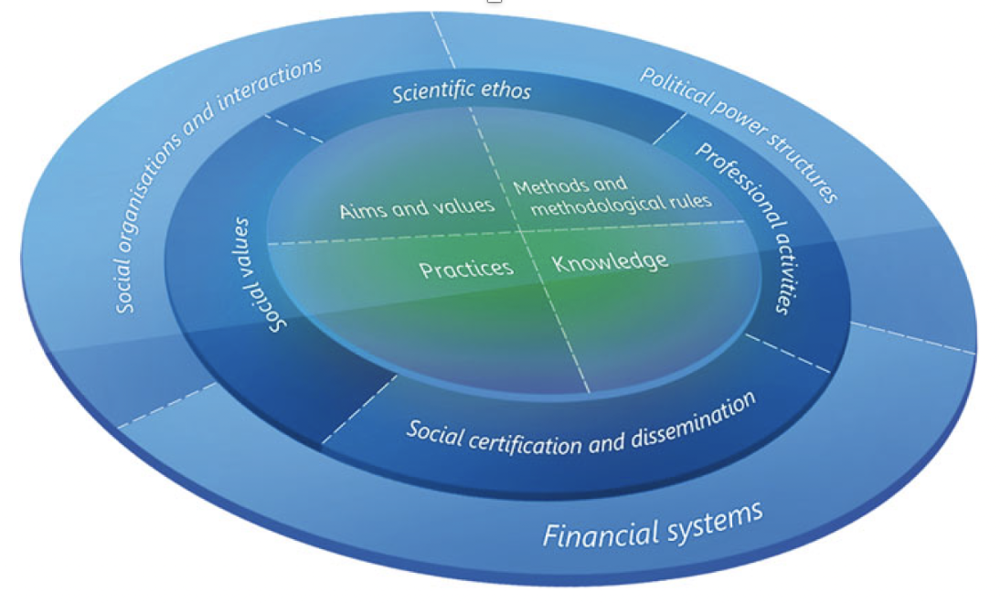 Social organisations and interactions
Scientific ethos
Political power structures
Professional activities
Aims and values
Methods and
methodological rules
Social values
Practices
Knowledge
Social certification and dissemination
Financial systems